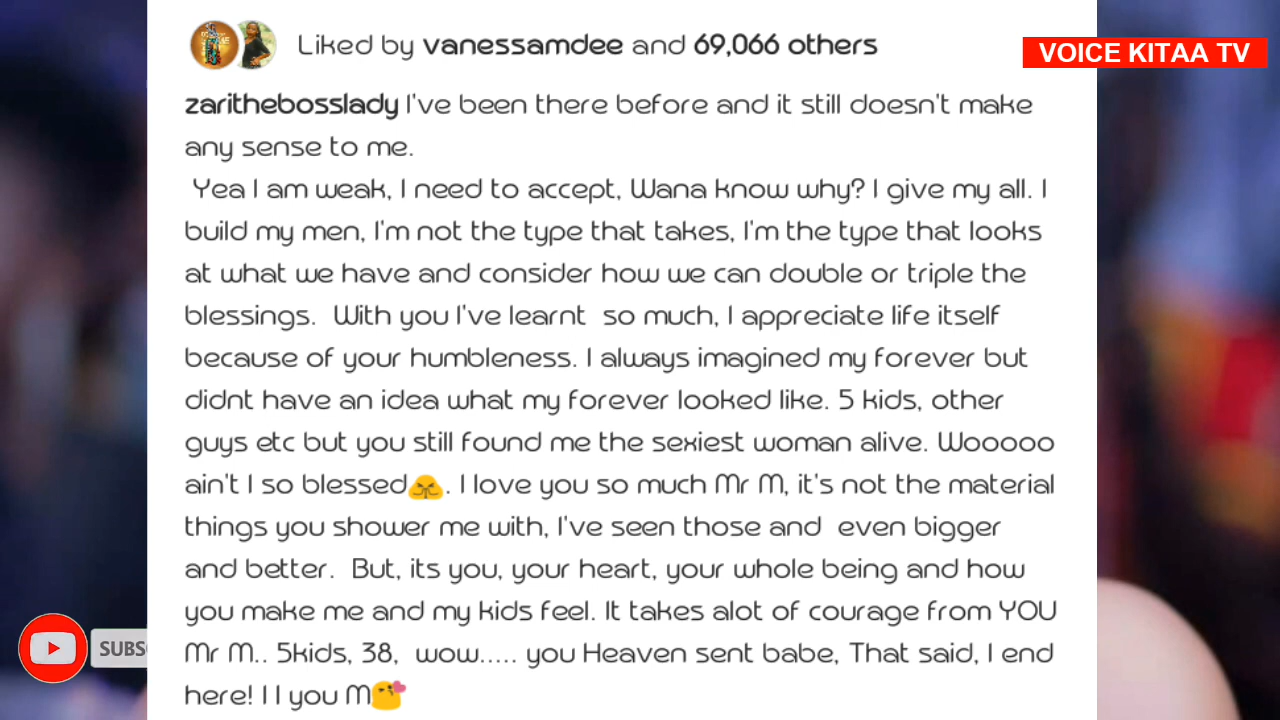 Liked by vanessamdee and 69,066 others
VOICE KITAA TV
zarithebosslady I've been there before and it still doesn't make
any sense to me.
Yea I am weak, I need to accept, Wana know why? I give my all. I
build my men, I'm not the type that takes, I'm the type that looks
at what we have and consider how we can double or triple the
blessings. With you I've learnt so much, I appreciate life itself
because of your humbleness. I always imagined my forever but
didnt have an idea what my forever looked like. 5 kids, other
guys etc but you still found me the sexiest woman alive. Wooooo
ain't I so blessed🙏. I love you so much Mr M, it's not the material
things you shower me with, I've seen those and even bigger
and better. But, its you, your heart, your whole being and how
you make me and my kids feel. It takes alot of courage from YOU
Mr M.. 5kids, 38, wow..... you Heaven sent babe, That said, I end
here! I l you M😘
SUBS